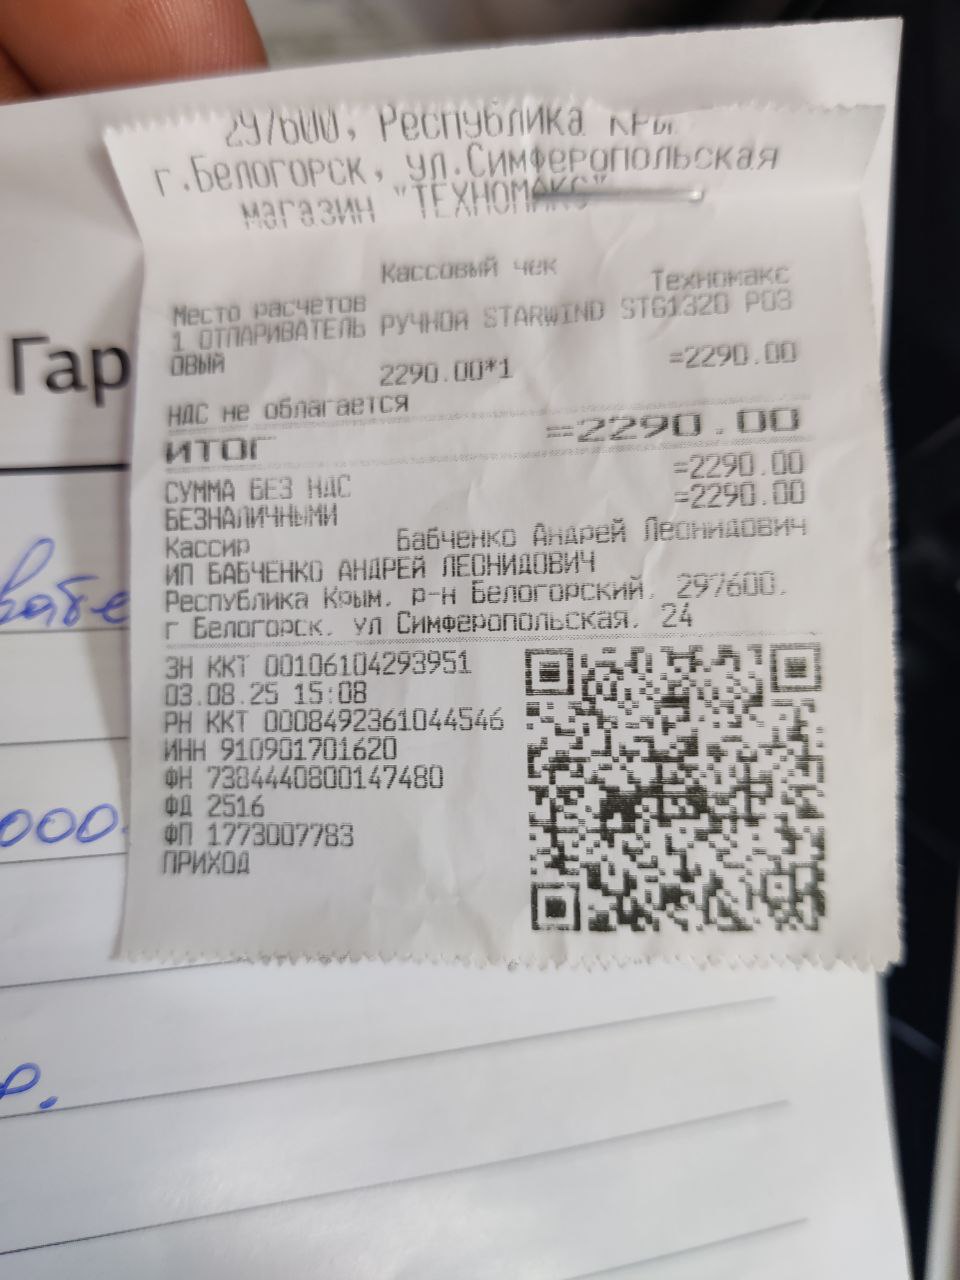 297600, Республика Кры
г.Белогорск, ул.Симферопольская
магазин "ТЕХНОМАКС"
Кассовый чек
Место расчетов Техномакс
1 ОТПАРИВАТЕЛЬ РУЧНОЙ STARWIND STG1320 РОЗ
ОВЫЙ
2290.00*1 =2290.00
НДС не облагается
ИТОГ =2290.00
СУММА БЕЗ НДС =2290.00
БЕЗНАЛИЧНЫМИ =2290.00
Кассир Бабченко Андрей Леонидович
ИП БАБЧЕНКО АНДРЕЙ ЛЕОНИДОВИЧ
Республика Крым, р-н Белогорский, 297600,
г Белогорск, ул Симферопольская, 24
ЗН ККТ 00106104293951
03.08.25 15:08
РН ККТ 0008492361044546
ИНН 910901701620
ФН 7384440800147480
ФД 2516
ФП 1773007783
ПРИХОД
Гар
вате
000.
р.